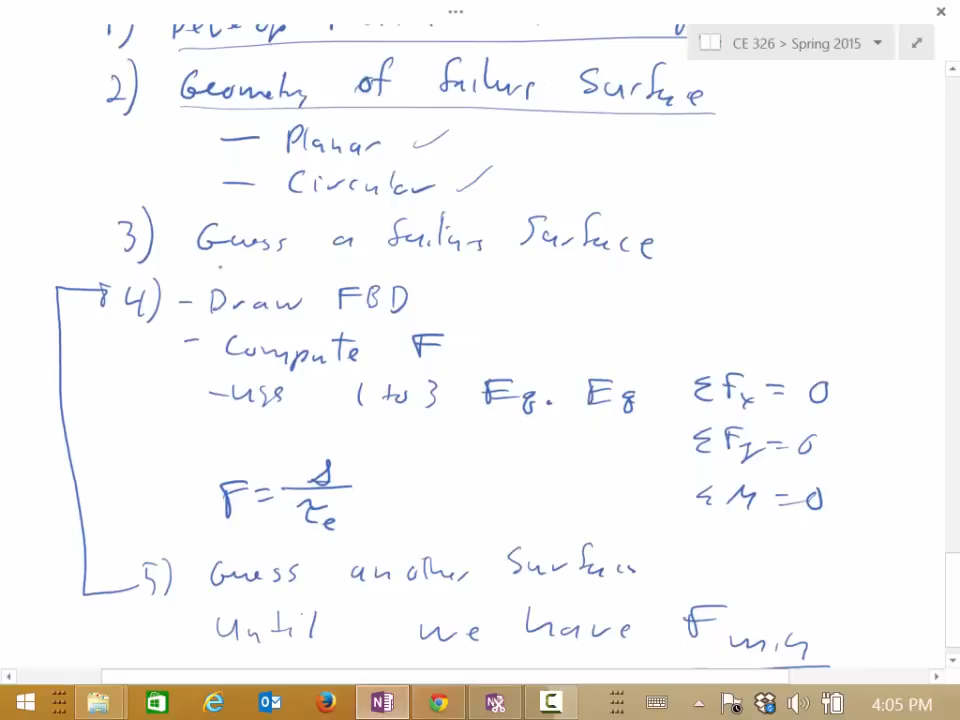 1) Develop
CE 326 > Spring 2015
2) Geometry of failure Surface
— Planar ✓
— Circular ✓
3) Guess a failure Surface
4) - Draw FBD
- Compute F
- use 1 to 3 Eq. Eq ΣFx = 0
ΣFy = 0
ΣM = 0
F = s/τe
5) Guess another Surface
Until we have Fmin
4:05 PM